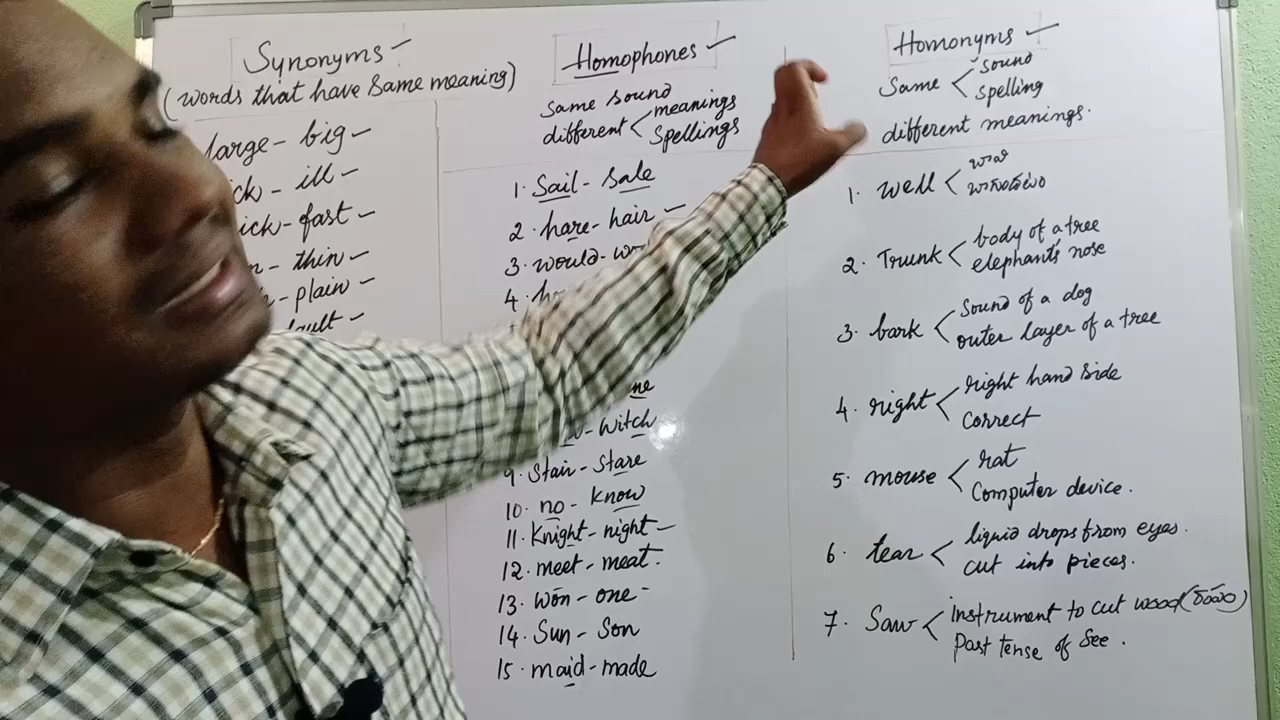 Synonyms
(words that have same meaning)
large - big
ill
fast
thin
plain
Homophones
same sound
different < meanings
spellings
1. Sail - Sale
2. hare - hair
3. would -
4.
witch
9. Stair - Stare
10. no - know
11. Knight - night
12. meet - meat.
13. won - one
14. Sun - Son
15. maid - made
Homonyms
Same < sound
spelling
different meanings.
1. well <
2. Trunk < body of a tree
elephant's nose
3. bark < Sound of a dog
outer layer of a tree
4. right < right hand side
Correct
5. mouse < rat
Computer device.
6. tear < liquid drops from eyes.
cut into pieces.
7. Saw < instrument to cut wood
Past tense of See.